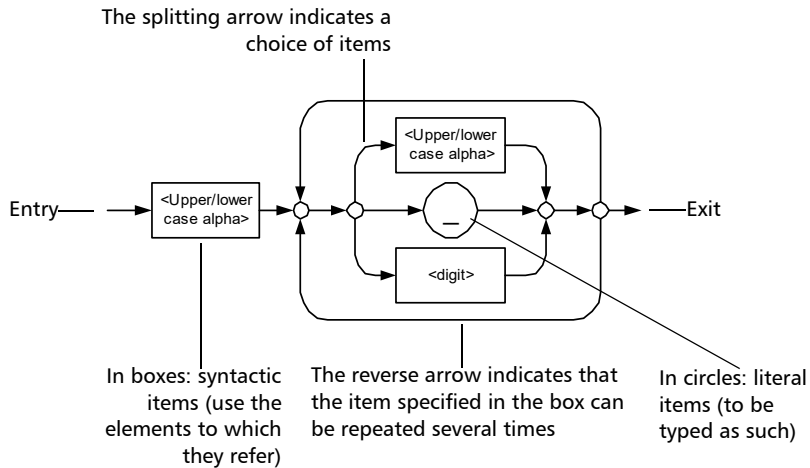 The splitting arrow indicates a
choice of items
<Upper/lower
case alpha>
Entry
<Upper/lower
case alpha>
_
Exit
<digit>
In boxes: syntactic
items (use the
elements to which
they refer)
The reverse arrow indicates that
the item specified in the box can
be repeated several times
In circles: literal
items (to be
typed as such)